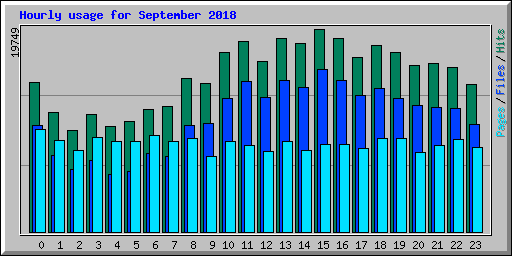 Hourly usage for September 2018
19749
Pages/Files/Hits
0 1 2 3 4 5 6 7 8 9 10 11 12 13 14 15 16 17 18 19 20 21 22 23